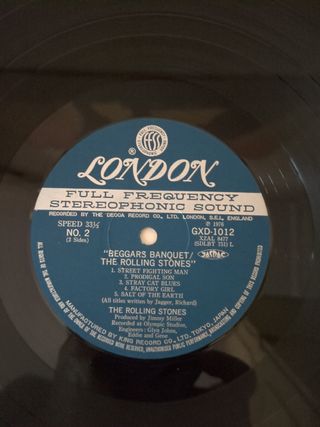 LONDON
FULL FREQUENCY
STEREOPHONIC SOUND
RECORDED BY THE DECCA RECORD CO., LTD. LONDON, S.E.I., ENGLAND
SPEED 33⅓
NO. 2
(2 Sides)
Ⓟ 1976
GXD-1012
XZAL 8477
(SDLBY 751) L
"BEGGARS BANQUET/
THE ROLLING STONES"
JASRAC
1. STREET FIGHTING MAN
2. PRODIGAL SON
3. STRAY CAT BLUES
4. FACTORY GIRL
5. SALT OF THE EARTH
(All titles written by Jagger, Richard)
THE ROLLING STONES
Produced by Jimmy Miller
Recorded at Olympic Studios,
Engineers: Glyn Johns,
Eddie and Gene
MANUFACTURED BY KING RECORD CO., LTD. TOKYO, JAPAN